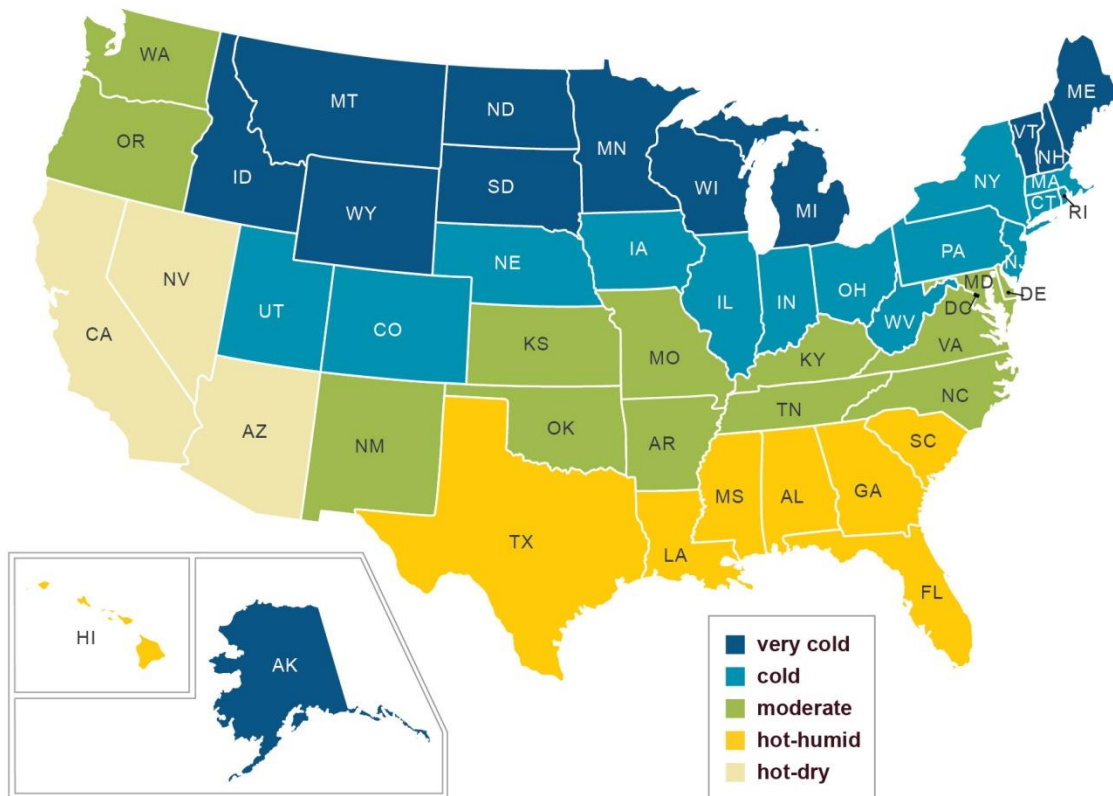 WA
MT
ND
MN
ME
VT
NH
OR
ID
SD
WI
NY
MA
WY
MI
CT
RI
IA
PA
NE
NJ
NV
OH
MD
UT
IL
IN
DE
CO
DC
WV
CA
KS
MO
KY
VA
NC
TN
AZ
OK
NM
AR
SC
MS
AL
GA
TX
LA
FL
HI
AK
very cold
cold
moderate
hot-humid
hot-dry